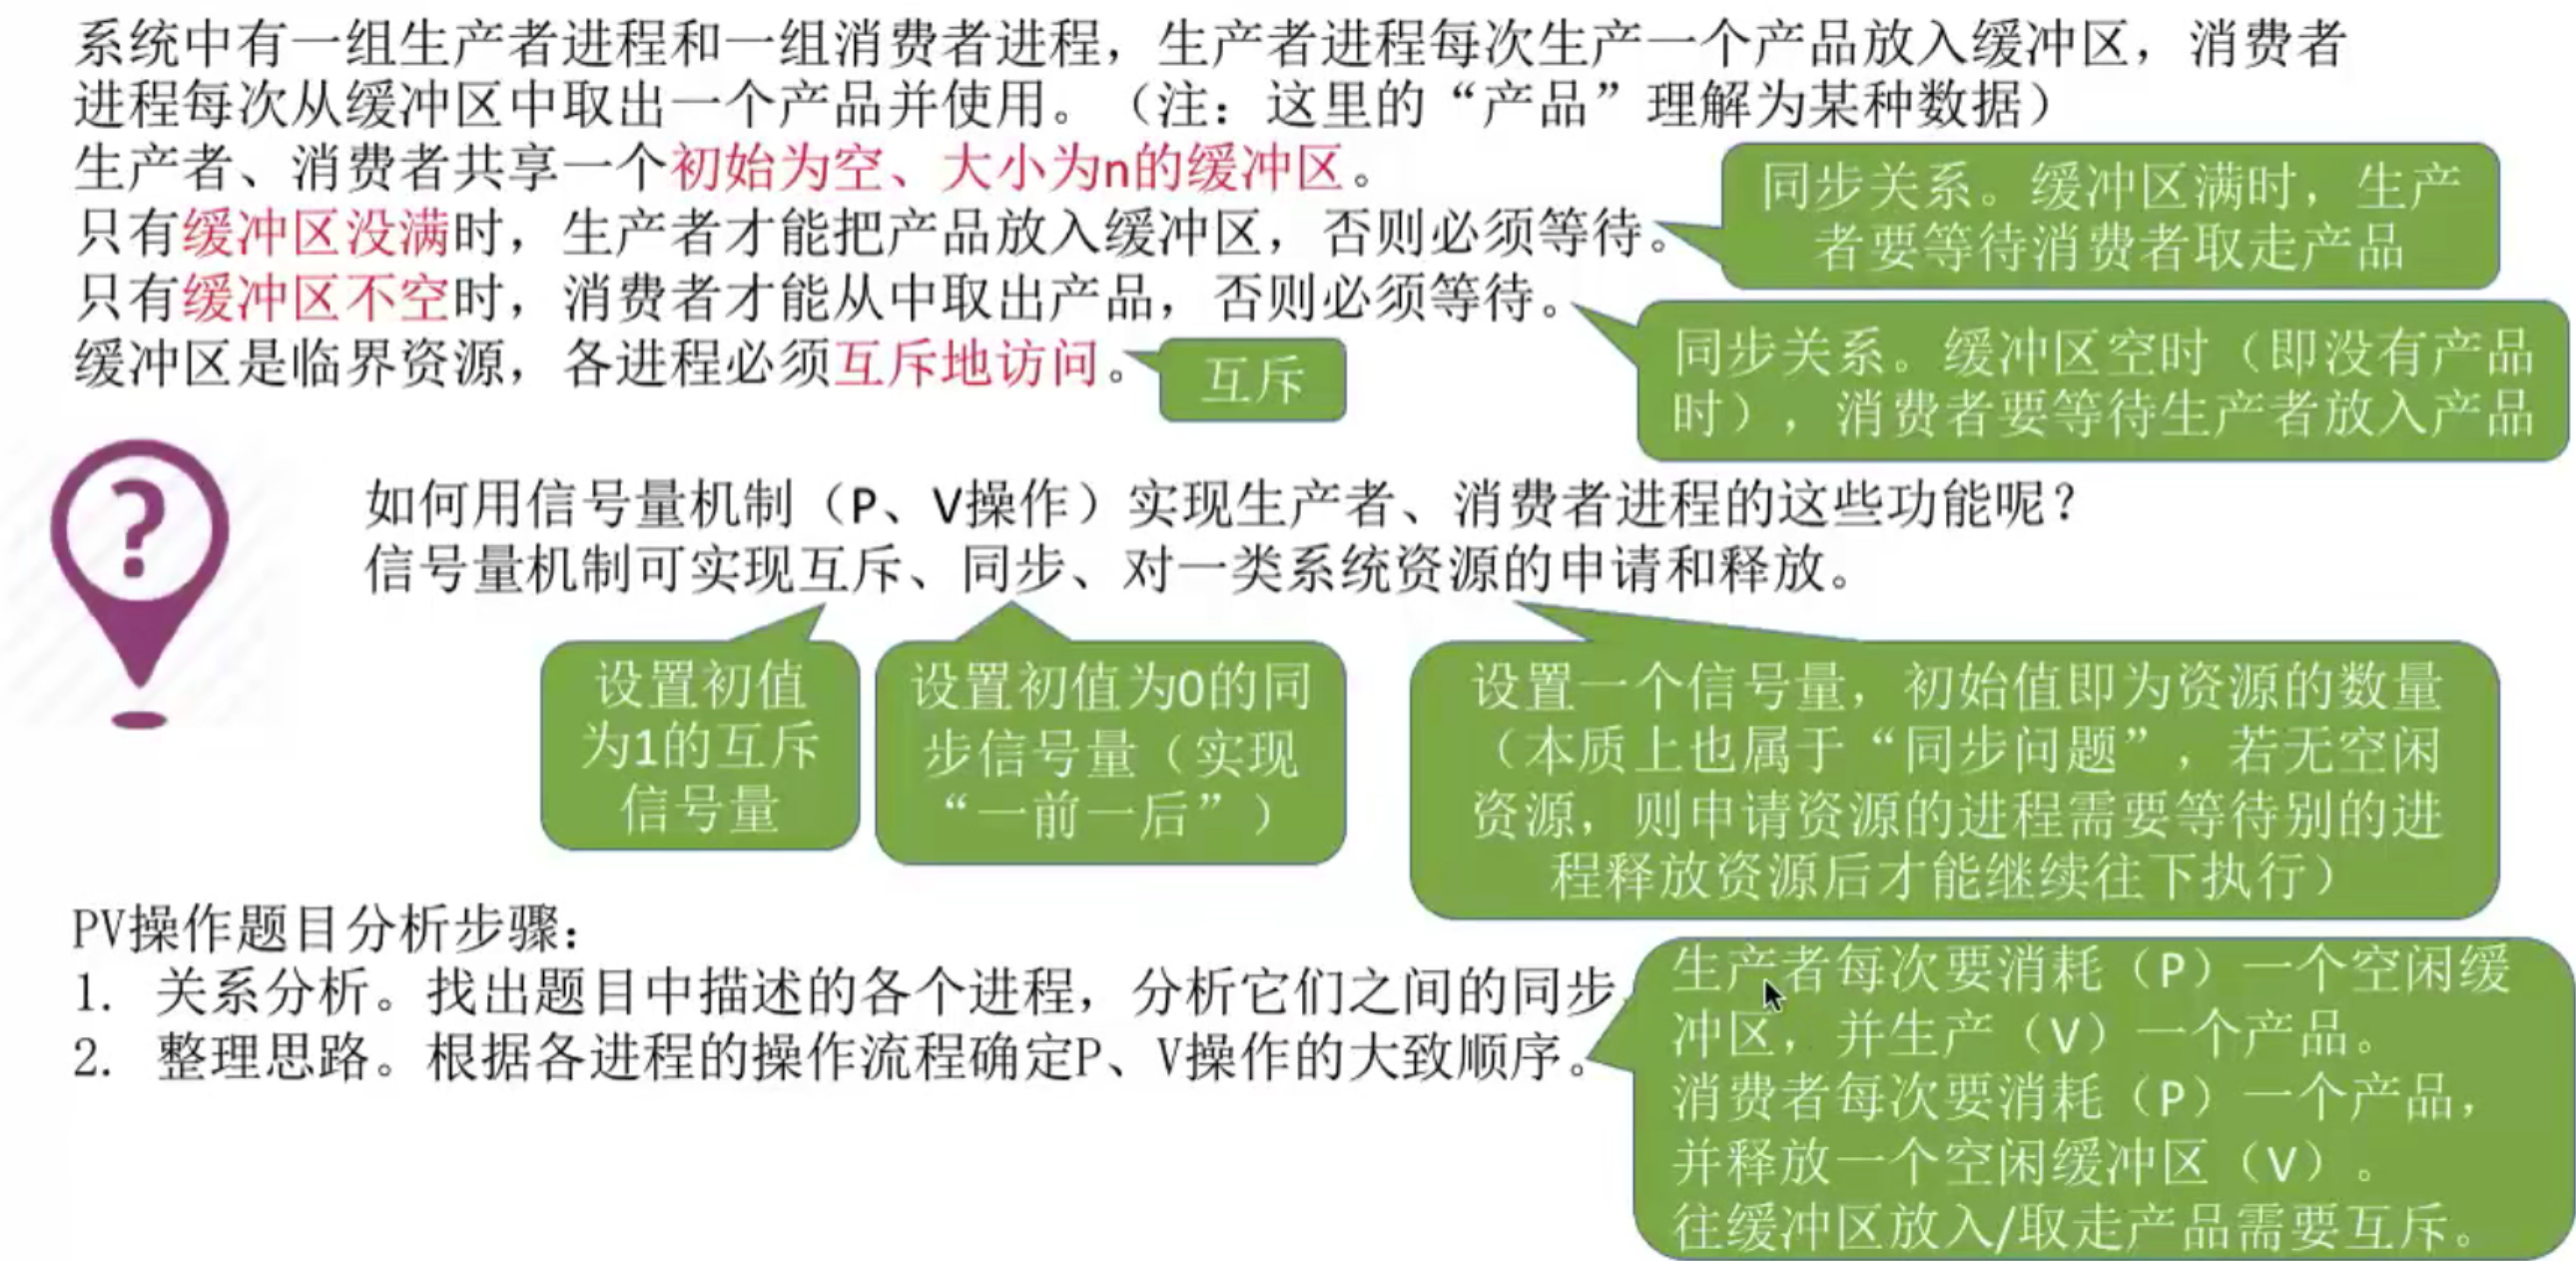 系统中有一组生产者进程和一组消费者进程，生产者进程每次生产一个产品放入缓冲区，消费者
进程每次从缓冲区中取出一个产品并使用。（注：这里的“产品”理解为某种数据）
生产者、消费者共享一个初始为空、大小为n的缓冲区。
只有缓冲区没满时，生产者才能把产品放入缓冲区，否则必须等待。
同步关系。缓冲区满时，生产
者要等待消费者取走产品
只有缓冲区不空时，消费者才能从中取出产品，否则必须等待。
同步关系。缓冲区空时（即没有产品
时），消费者要等待生产者放入产品
缓冲区是临界资源，各进程必须互斥地访问。
互斥
?
如何用信号量机制（P、V操作）实现生产者、消费者进程的这些功能呢？
信号量机制可实现互斥、同步、对一类系统资源的申请和释放。
设置初值
为1的互斥
信号量
设置初值为0的同
步信号量（实现
“一前一后”）
设置一个信号量，初始值即为资源的数量
（本质上也属于“同步问题”，若无空闲
资源，则申请资源的进程需要等待别的进
程释放资源后才能继续往下执行）
PV操作题目分析步骤：
1. 关系分析。找出题目中描述的各个进程，分析它们之间的同步
2. 整理思路。根据各进程的操作流程确定P、V操作的大致顺序。
生产者每次要消耗（P）一个空闲缓
冲区，并生产（V）一个产品。
消费者每次要消耗（P）一个产品，
并释放一个空闲缓冲区（V）。
往缓冲区放入/取走产品需要互斥。